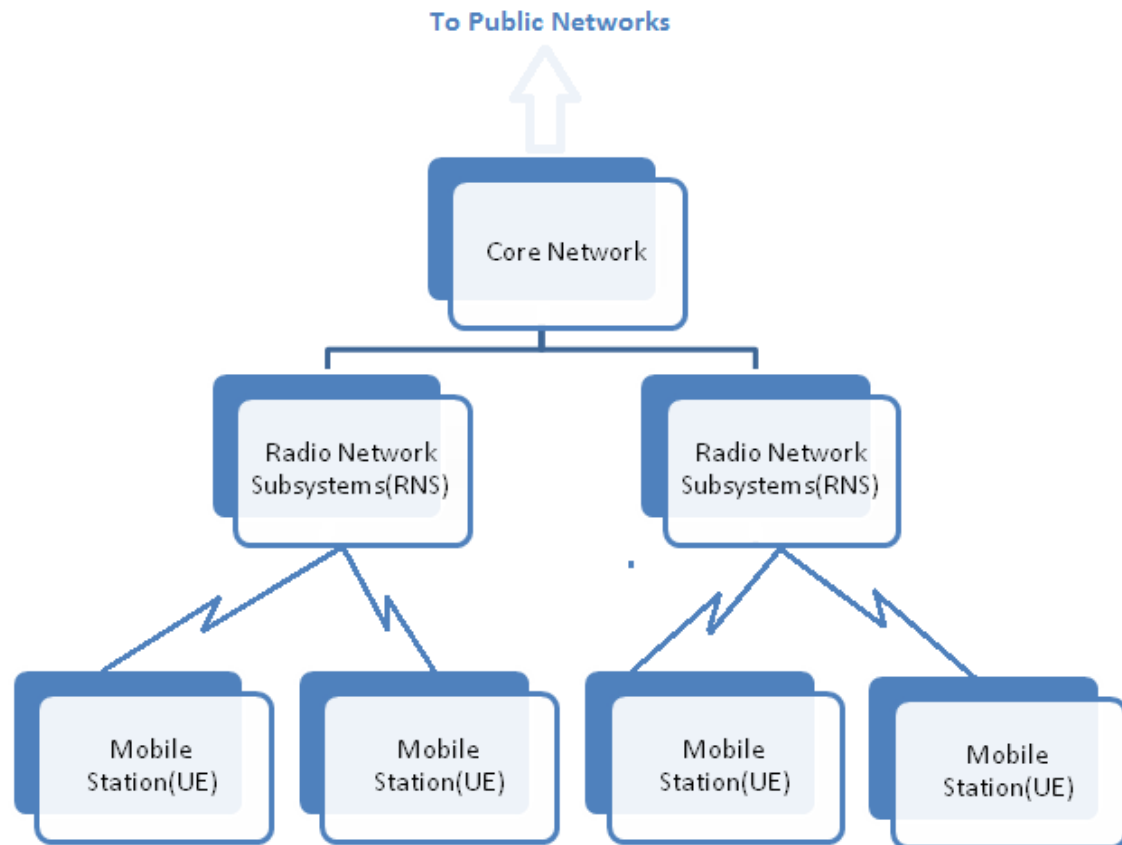 To Public Networks
Core Network
Radio Network
Subsystems(RNS)
Radio Network
Subsystems(RNS)
Mobile
Station(UE)
Mobile
Station(UE)
Mobile
Station(UE)
Mobile
Station(UE)